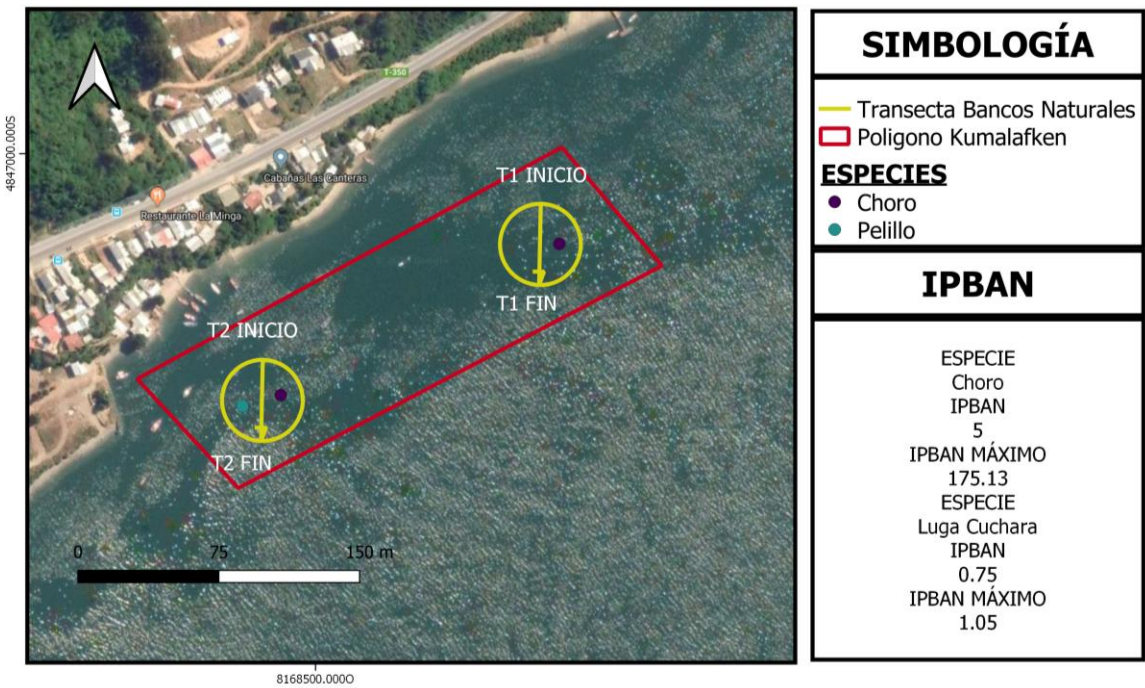 T-350
Cabañas Las Canteras
Restaurante La Minga
T1 INICIO
T1 FIN
T2 INICIO
T2 FIN
0 75 150 m
4847000.000S
8168500.000O
SIMBOLOGÍA
Transecta Bancos Naturales
Poligono Kumalafken
ESPECIES
Choro
Pelillo
IPBAN
ESPECIE
Choro
IPBAN
5
IPBAN MÁXIMO
175.13
ESPECIE
Luga Cuchara
IPBAN
0.75
IPBAN MÁXIMO
1.05